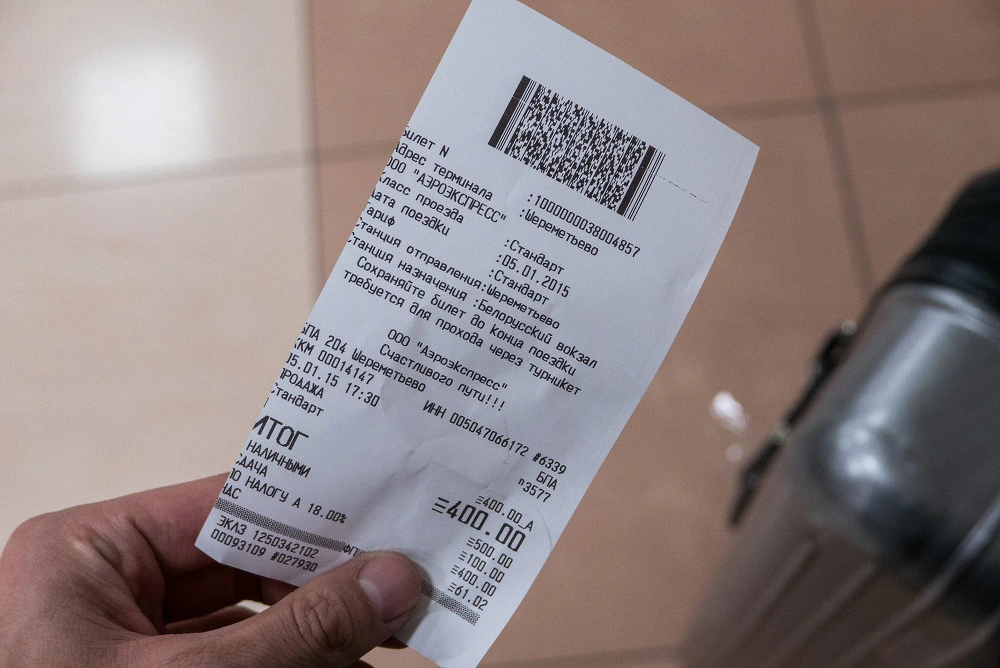 Билет N :1000000038004857
Адрес терминала :Шереметьево
ООО "АЭРОЭКСПРЕСС"
Класс проезда :Стандарт
Дата поездки :05.01.2015
Тариф :Стандарт
Станция отправления:Шереметьево
Станция назначения :Белорусский вокзал
Сохраняйте билет до конца поездки
требуется для прохода через турникет
ООО "Аэроэкспресс"
Счастливого пути!!!
БПА 204 Шереметьево
ККМ 00014147 ИНН 005047066172 #6339
05.01.15 17:30 БПА
ПРОДАЖА п3577
Стандарт ≡400.00_А
ИТОГ ≡400.00
НАЛИЧНЫМИ ≡500.00
СДАЧА ≡100.00
ПО НАЛОГУ А 18.00% ≡400.00
НДС ≡61.02
ЭКЛЗ 1250342102
00093109 #027930